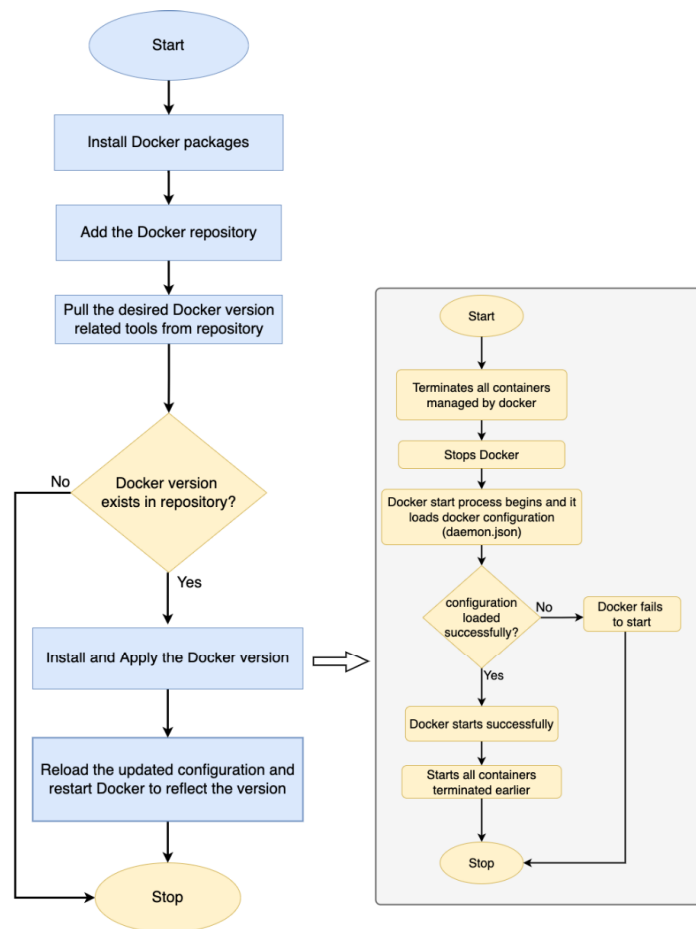 Start
Install Docker packages
Add the Docker repository
Pull the desired Docker version
related tools from repository
Docker version
exists in repository?
No
Yes
Install and Apply the Docker version
Reload the updated configuration and
restart Docker to reflect the version
Stop
Start
Terminates all containers
managed by docker
Stops Docker
Docker start process begins and it
loads docker configuration
(daemon.json)
configuration
loaded
successfully?
No
Docker fails
to start
Yes
Docker starts successfully
Starts all containers
terminated earlier
Stop